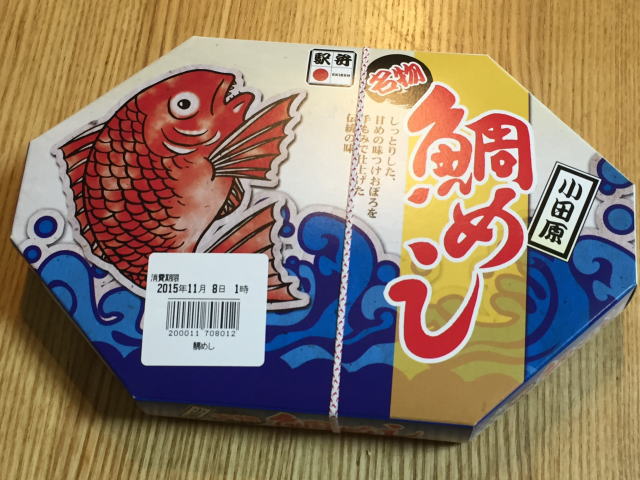 駅弁
EKIBEN
名物
鯛めし
小田原
しっとりした、
甘めの味つけおぼろを
手もみで仕上げた
伝統の味
消費期限
2015年11月 8日 1時
200011 708012
鯛めし